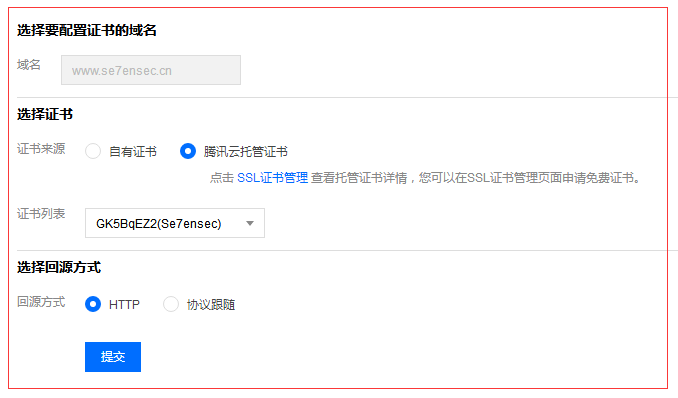 选择要配置证书的域名
域名 www.se7ensec.cn
选择证书
证书来源 自有证书 腾讯云托管证书
点击 SSL证书管理 查看托管证书详情，您可以在SSL证书管理页面申请免费证书。
证书列表 GK5BqEZ2(Se7ensec)
选择回源方式
回源方式 HTTP 协议跟随
提交